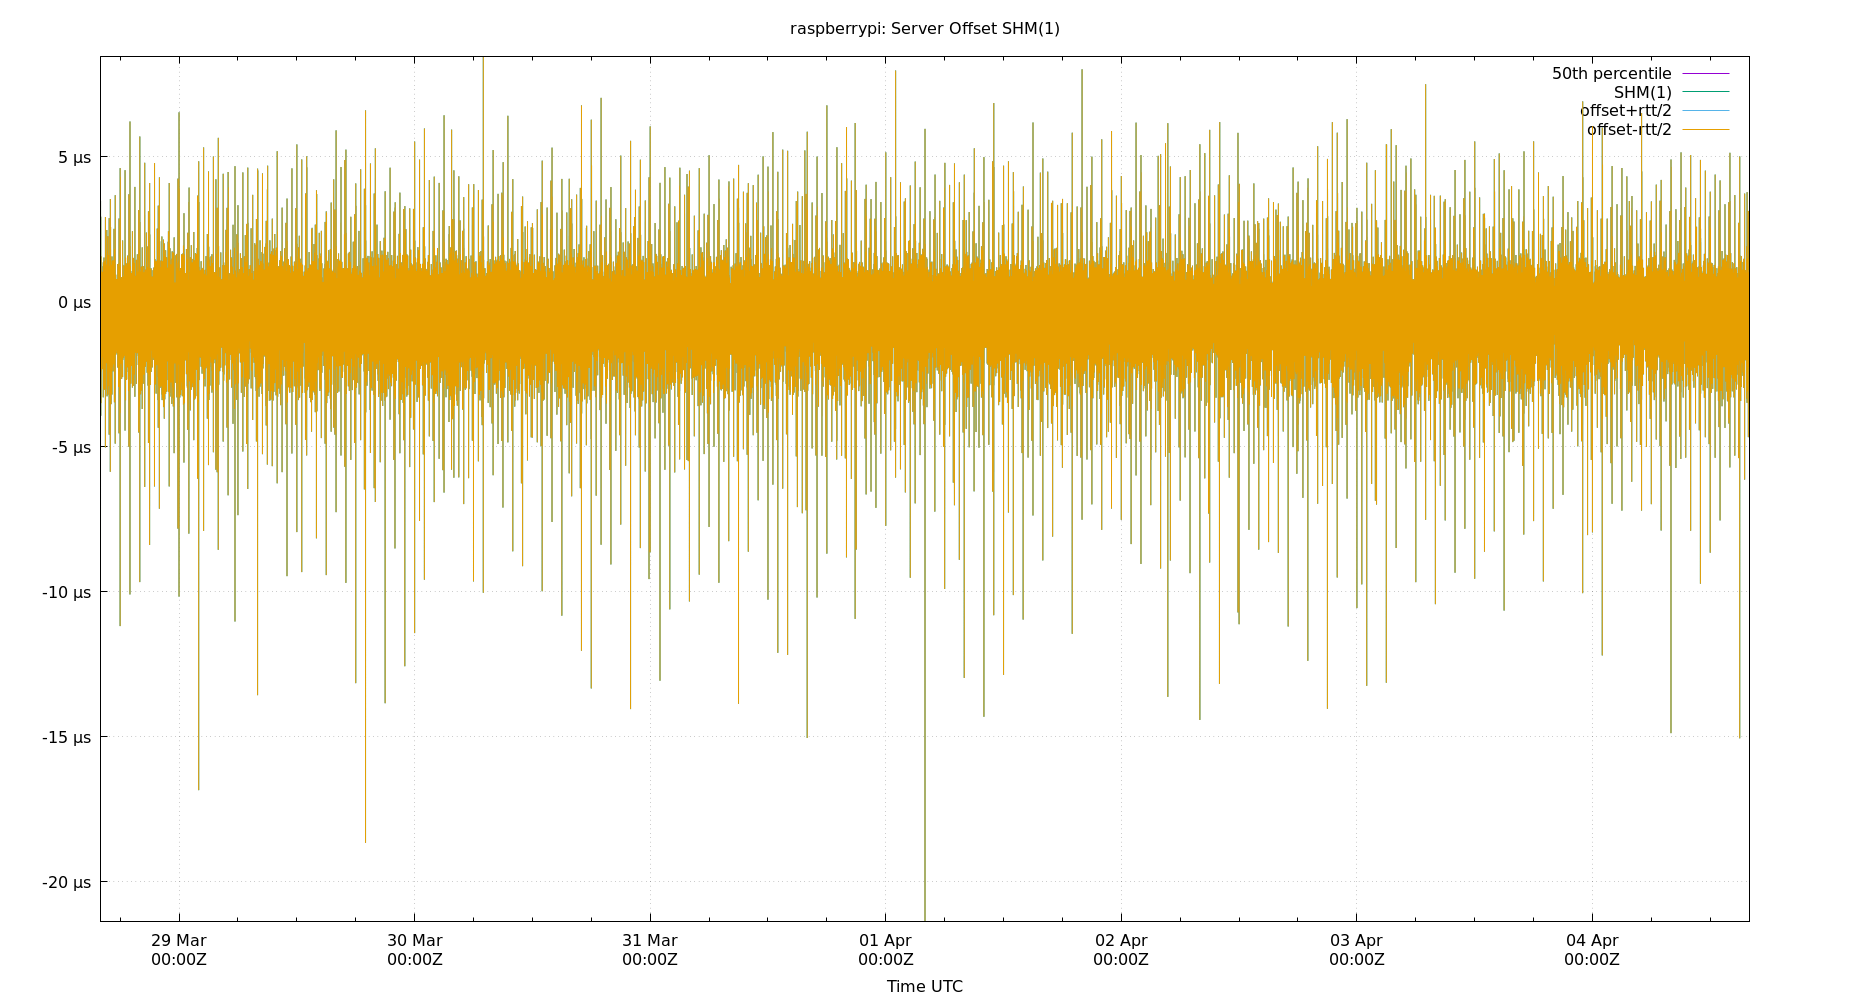 raspberrypi: Server Offset SHM(1)
50th percentile
SHM(1)
offset+rtt/2
offset-rtt/2
5 µs
0 µs
-5 µs
-10 µs
-15 µs
-20 µs
29 Mar 30 Mar 31 Mar 01 Apr 02 Apr 03 Apr 04 Apr
00:00Z 00:00Z 00:00Z 00:00Z 00:00Z 00:00Z 00:00Z
Time UTC